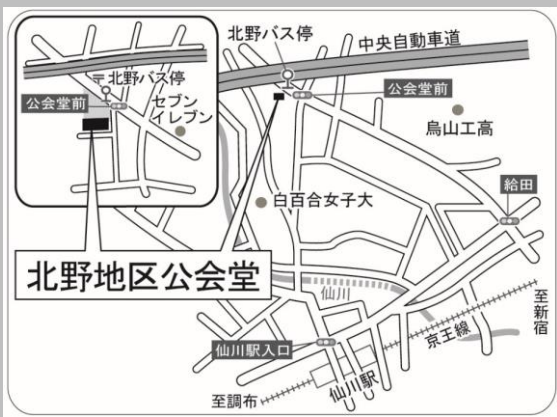 北野バス停
中央自動車道
〒北野バス停
公会堂前
セブン
イレブン
公会堂前
烏山工高
給田
白百合女子大
北野地区公会堂
仙川
至新宿
京王線
仙川駅入口
仙川駅
至調布